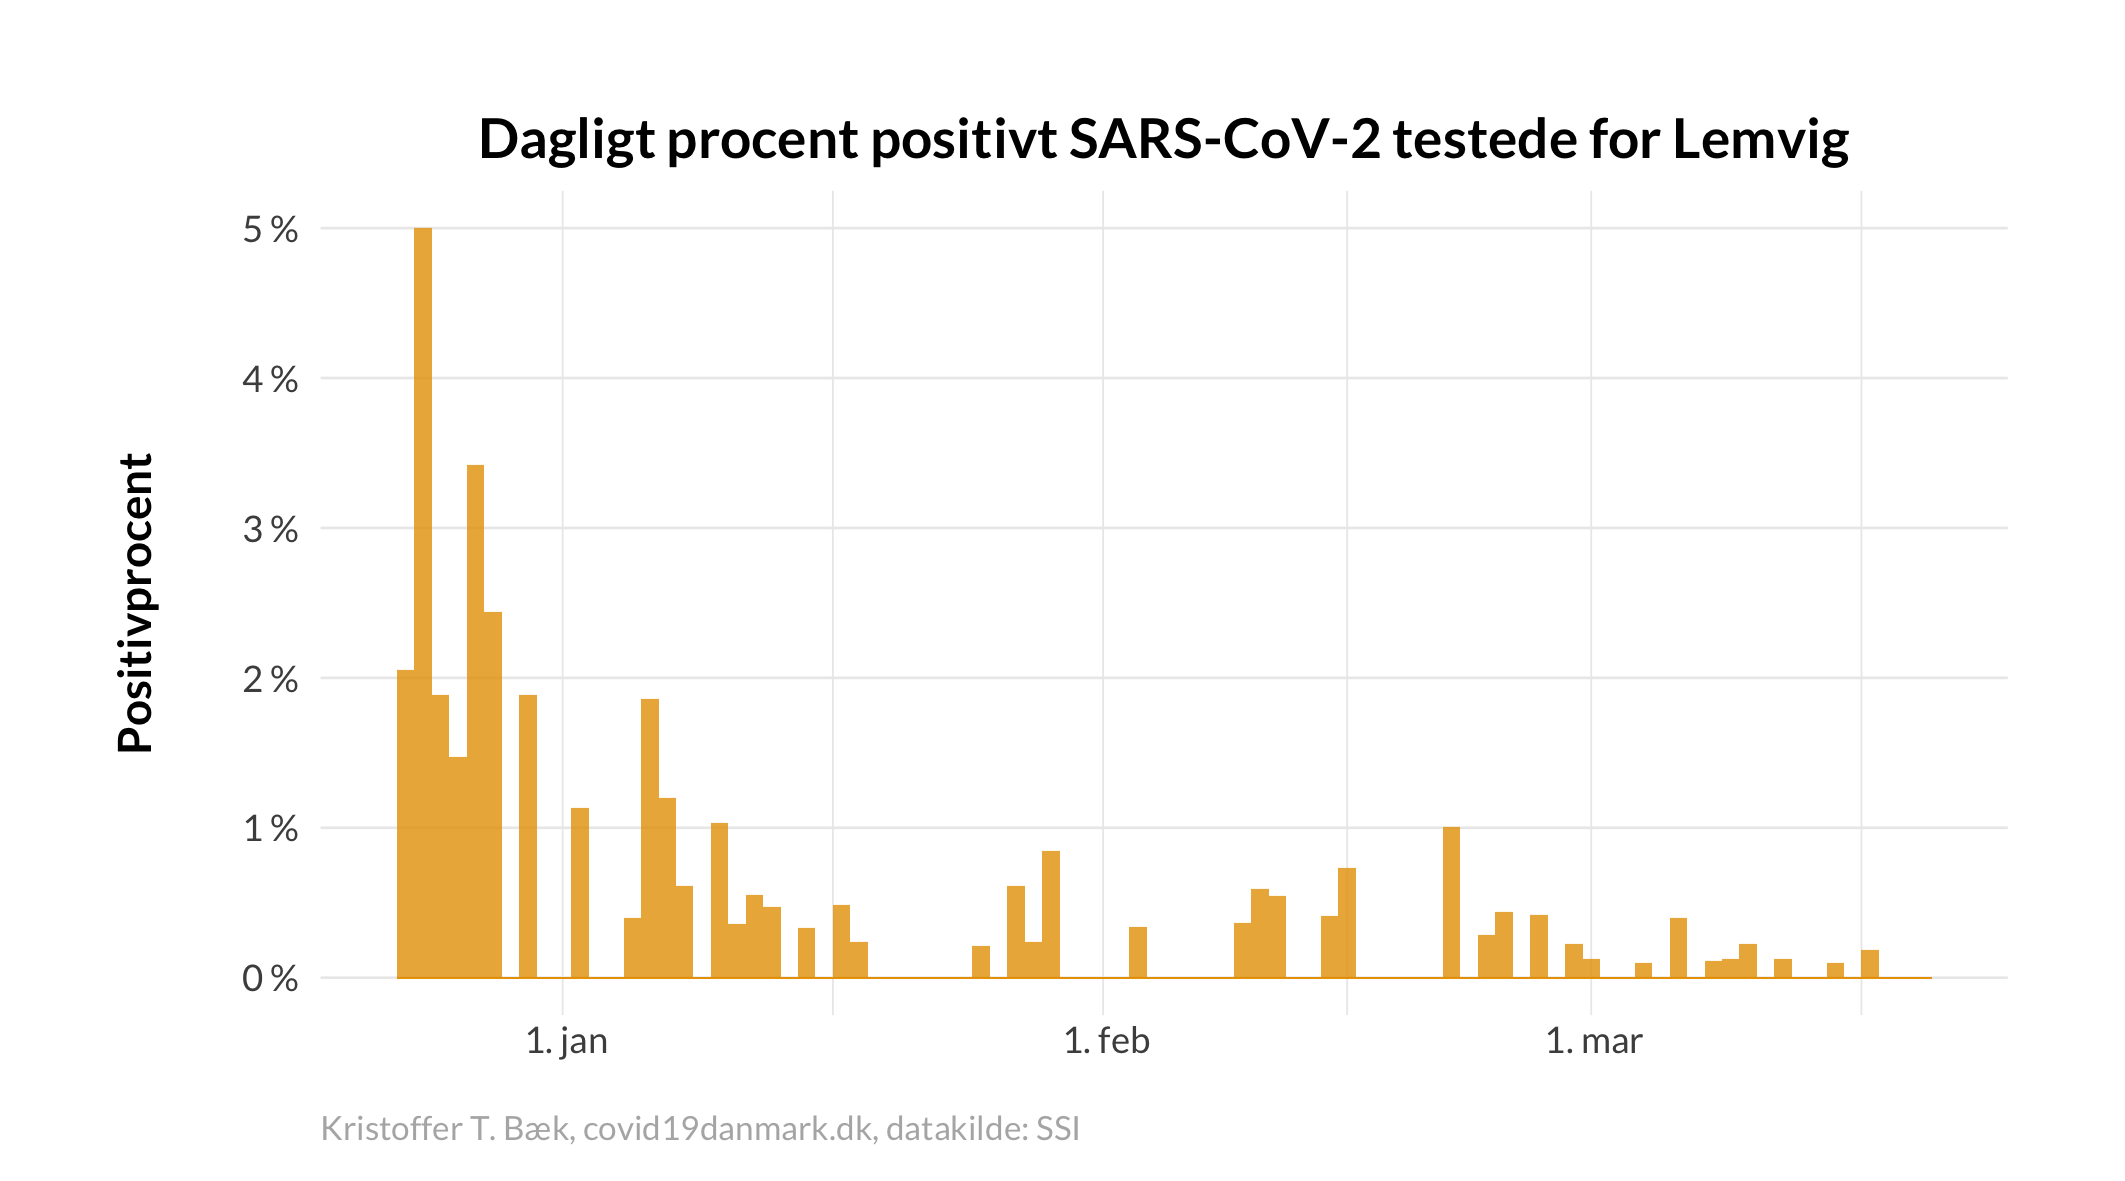 Dagligt procent positivt SARS-CoV-2 testede for Lemvig
Positivprocent
5 %
4 %
3 %
2 %
1 %
0 %
1. jan
1. feb
1. mar
Kristoffer T. Bæk, covid19danmark.dk, datakilde: SSI